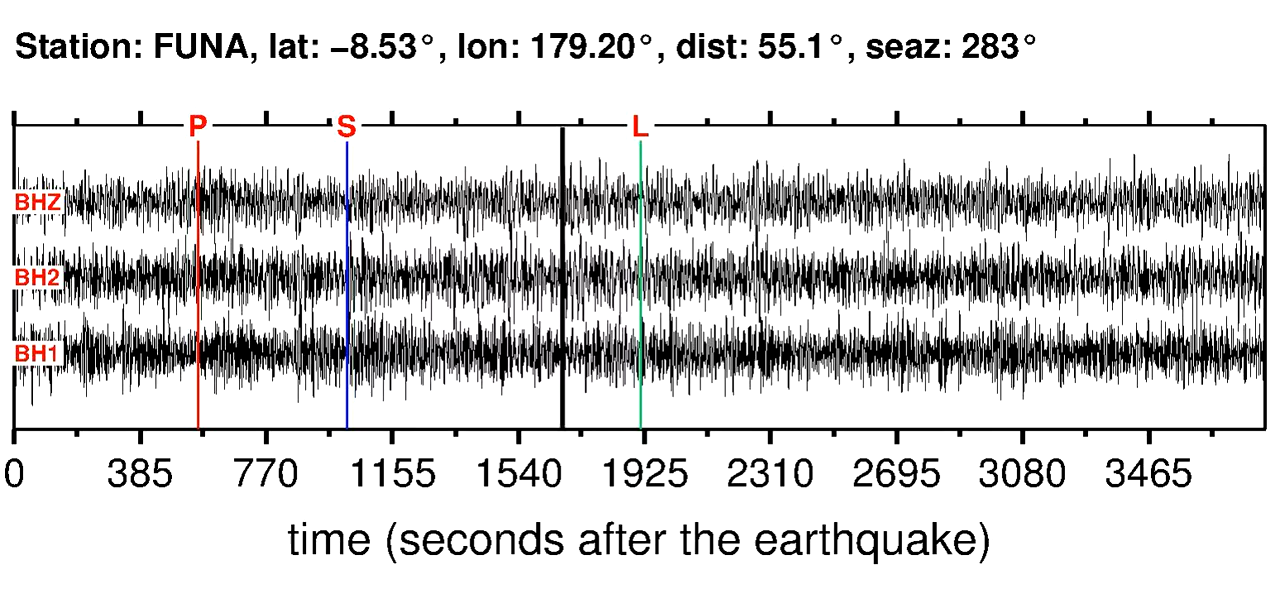 Station: FUNA, lat: −8.53°, lon: 179.20°, dist: 55.1°, seaz: 283°
P S L
BHZ
BH2
BH1
0 385 770 1155 1540 1925 2310 2695 3080 3465
time (seconds after the earthquake)